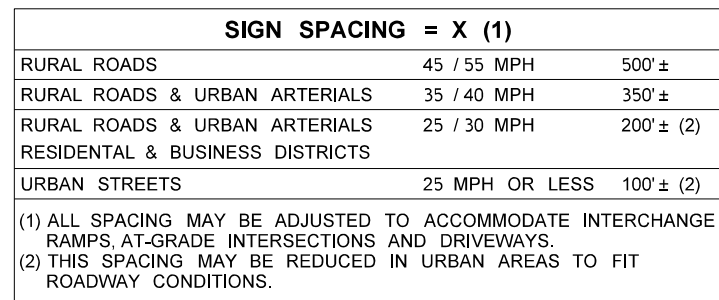 SIGN SPACING = X (1)
RURAL ROADS 45 / 55 MPH 500'±
RURAL ROADS & URBAN ARTERIALS 35 / 40 MPH 350'±
RURAL ROADS & URBAN ARTERIALS 25 / 30 MPH 200'± (2)
RESIDENTAL & BUSINESS DISTRICTS
URBAN STREETS 25 MPH OR LESS 100'± (2)
(1) ALL SPACING MAY BE ADJUSTED TO ACCOMMODATE INTERCHANGE
RAMPS, AT-GRADE INTERSECTIONS AND DRIVEWAYS.
(2) THIS SPACING MAY BE REDUCED IN URBAN AREAS TO FIT
ROADWAY CONDITIONS.